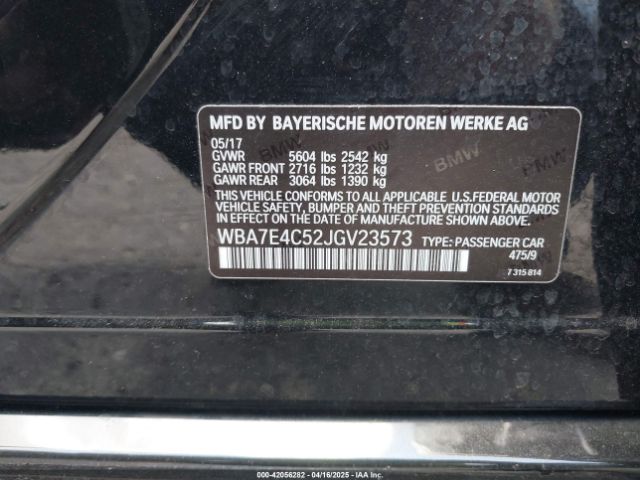 MFD BY BAYERISCHE MOTOREN WERKE AG
05/17
GVWR 5604 lbs 2542 kg
GAWR FRONT 2716 lbs 1232 kg
GAWR REAR 3064 lbs 1390 kg
THIS VEHICLE CONFORMS TO ALL APPLICABLE U.S.FEDERAL MOTOR
VEHICLE SAFETY, BUMPER AND THEFT PREVENTION STANDARDS
IN EFFECT ON THE DATE OF MANUFACTURE SHOWN ABOVE.
WBA7E4C52JGV23573 TYPE: PASSENGER CAR
475/9
7 315 814
000-42056282 - 04/16/2025 - IAAI.COM